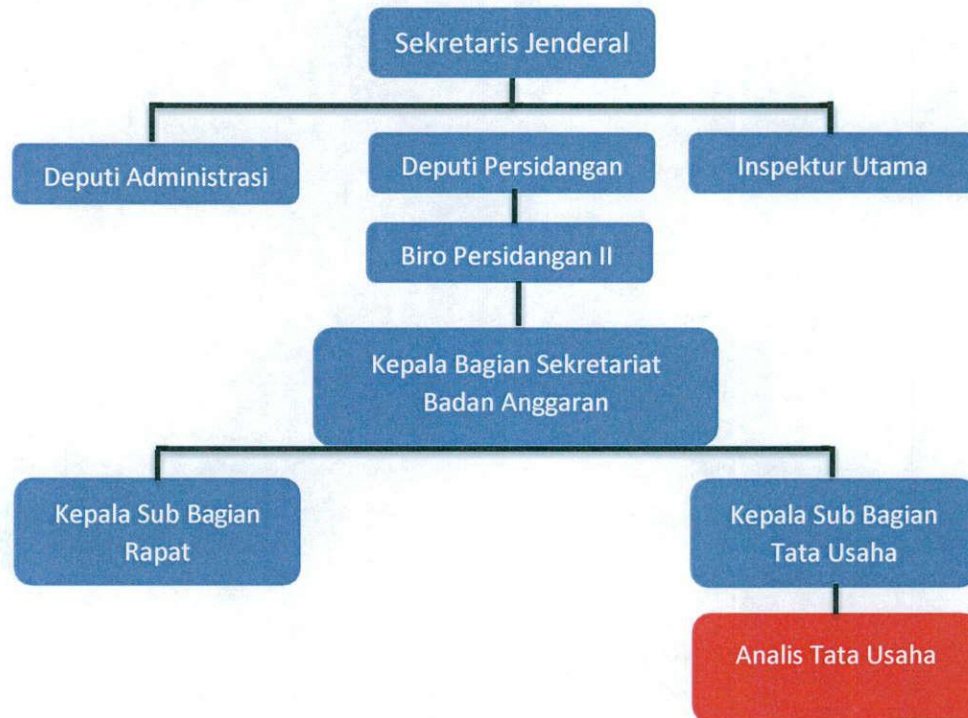 Sekretaris Jenderal
Deputi Administrasi
Deputi Persidangan
Inspektur Utama
Biro Persidangan II
Kepala Bagian Sekretariat
Badan Anggaran
Kepala Sub Bagian
Rapat
Kepala Sub Bagian
Tata Usaha
Analis Tata Usaha